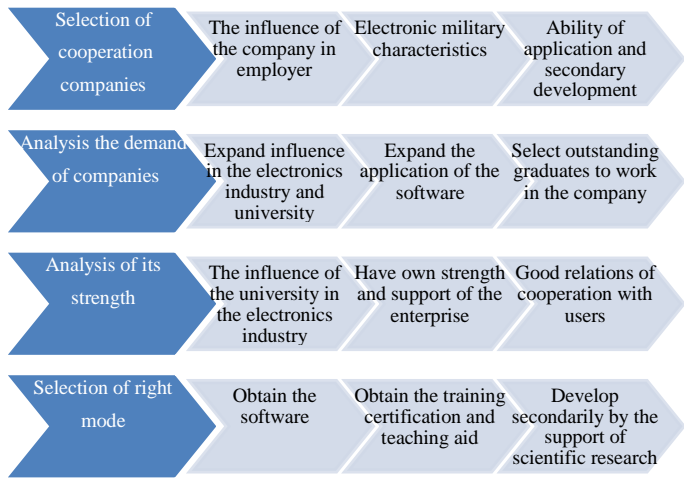 Selection of
cooperation
companies
The influence of
the company in
employer
Electronic military
characteristics
Ability of
application and
secondary
development
Analysis the demand
of companies
Expand influence
in the electronics
industry and
university
Expand the
application of the
software
Select outstanding
graduates to work
in the company
Analysis of its
strength
The influence of
the university in
the electronics
industry
Have own strength
and support of the
enterprise
Good relations of
cooperation with
users
Selection of right
mode
Obtain the
software
Obtain the training
certification and
teaching aid
Develop
secondarily by the
support of
scientific research